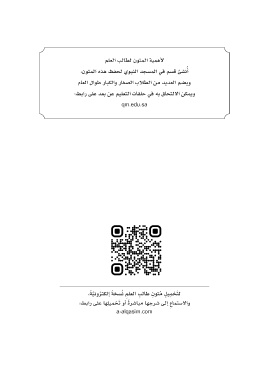 لأهمية المتون لطالب العلم
أُنشئ قسم في المسجد النبوي لحفظ هذه المتون،
ويضم العديد من الطلاب الصغار والكبار طوال العام
ويمكن الالتحاق به في حلقات التعليم عن بعد على رابط:
qm.edu.sa
لتحميل متون طالب العلم نسخة إلكترونية،
والاستماع إلى شرحها مباشرة أو تحميلها على رابط:
a-alqasim.com